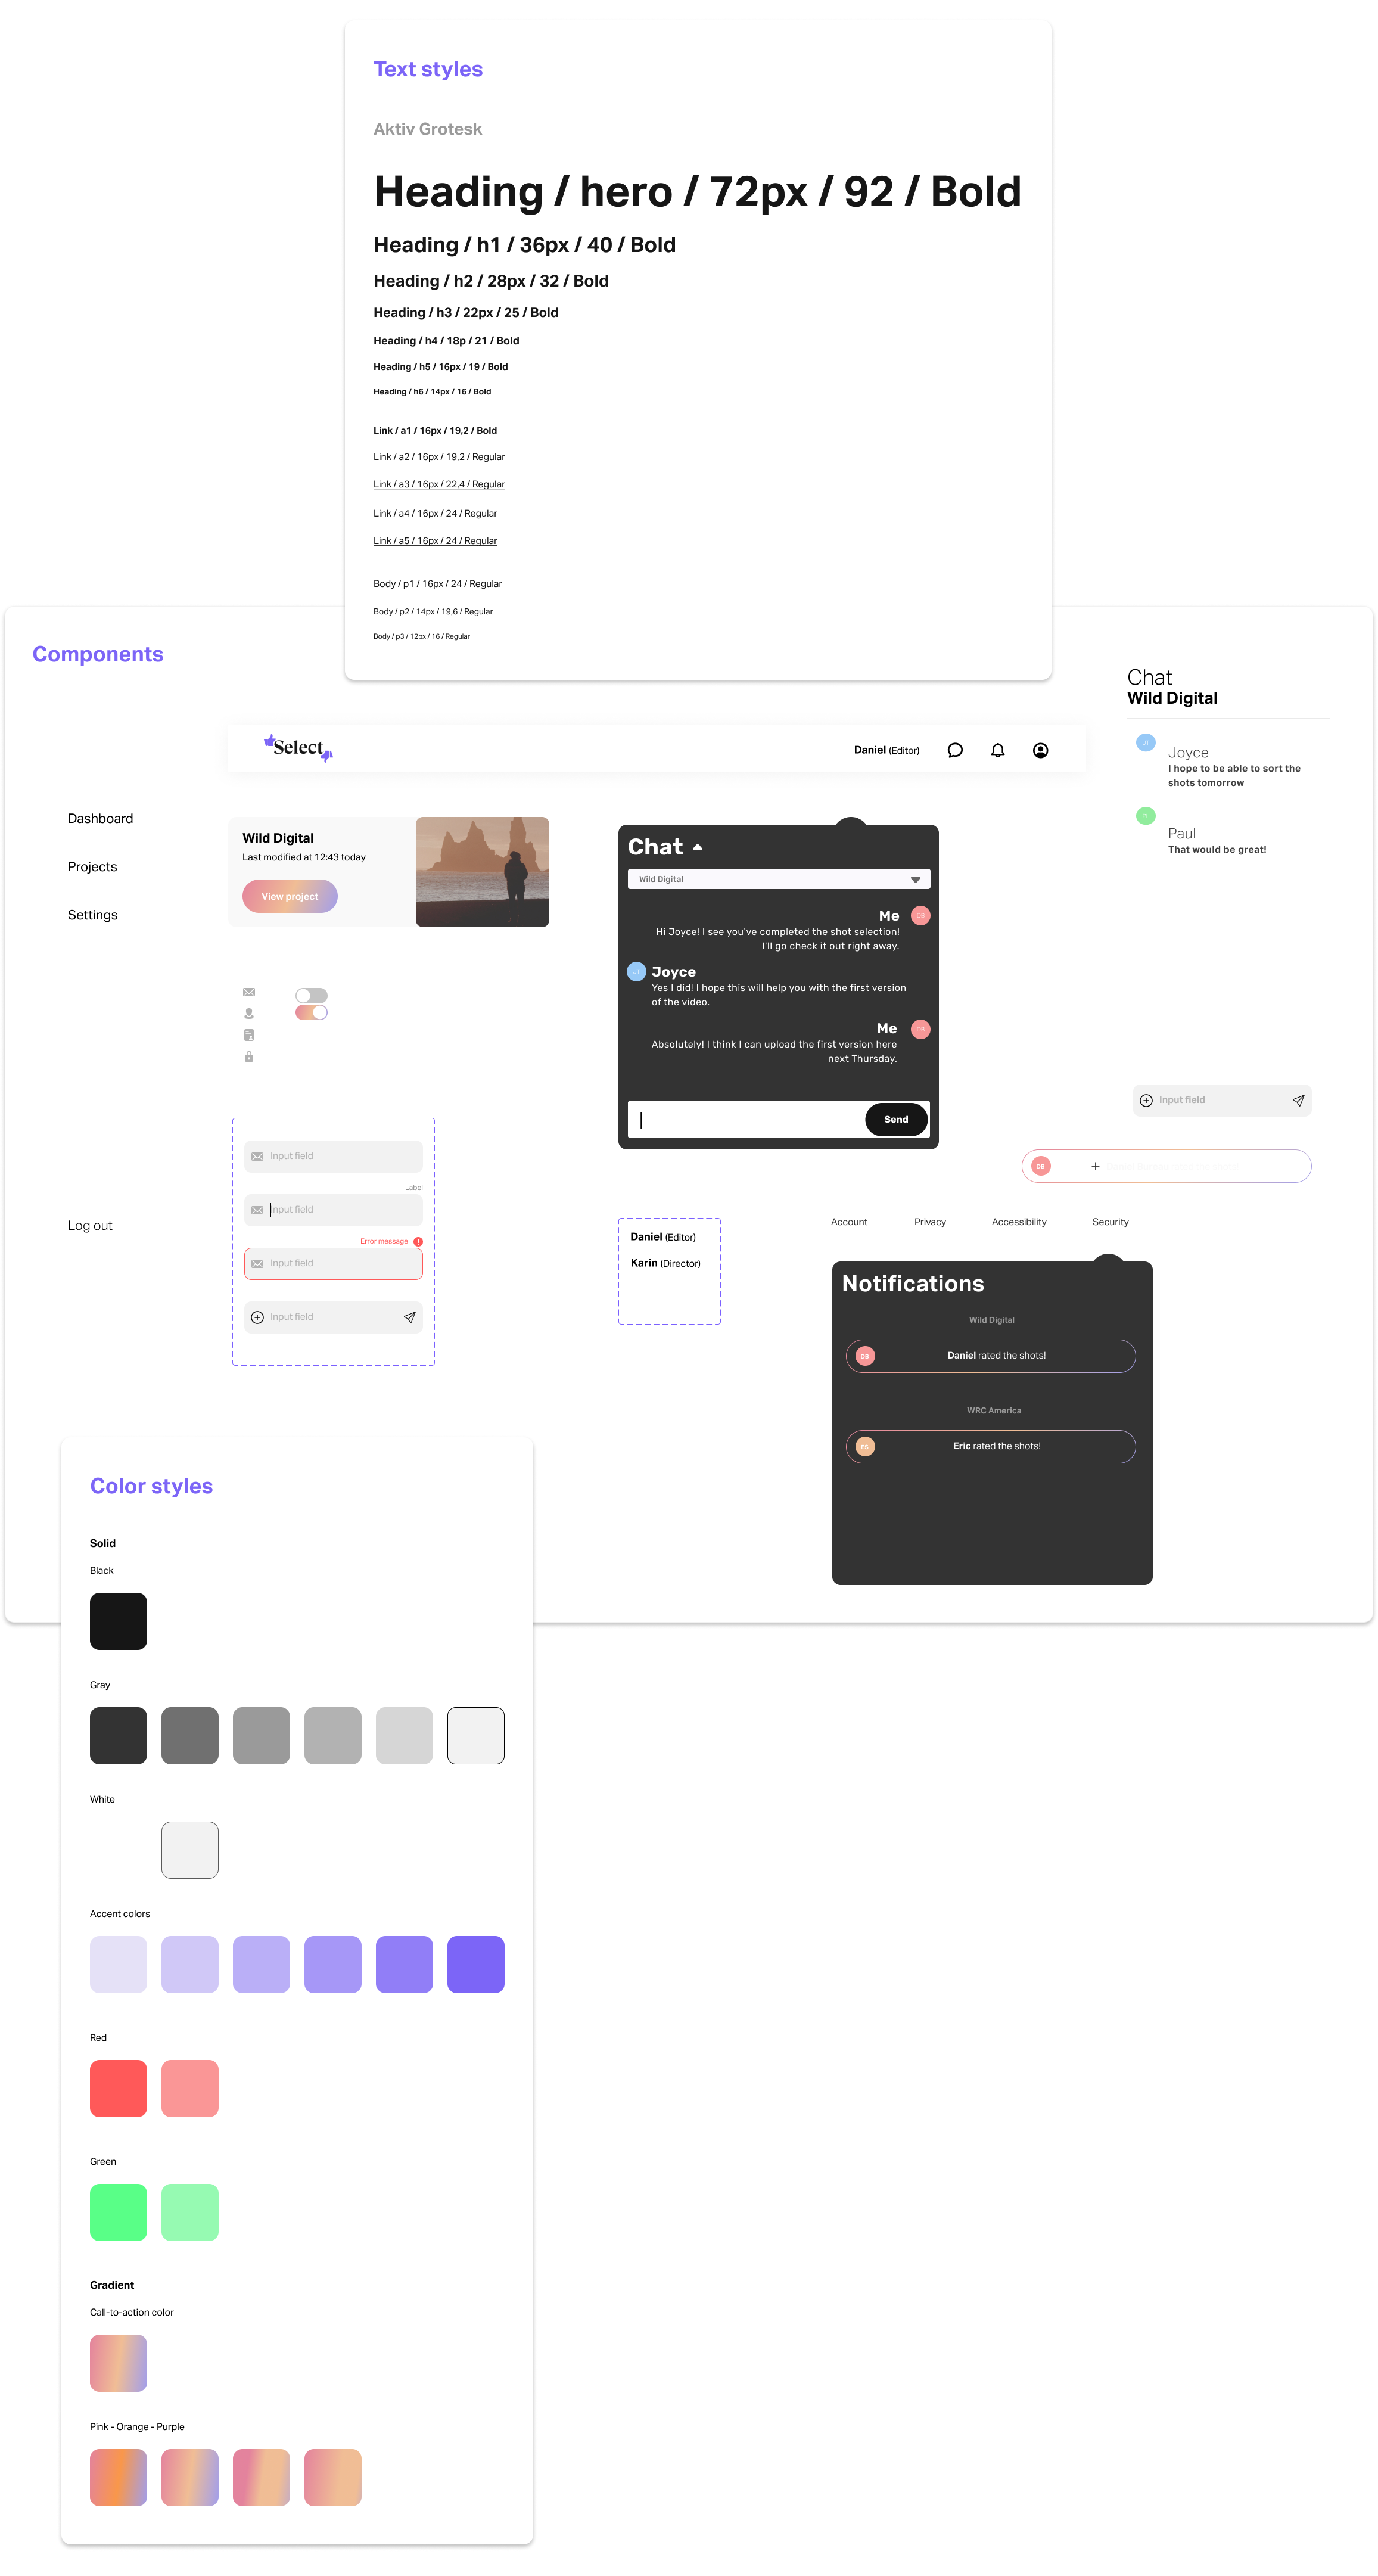 Text styles
Aktiv Grotesk
Heading / hero / 72px / 92 / Bold
Heading / h1 / 36px / 40 / Bold
Heading / h2 / 28px / 32 / Bold
Heading / h3 / 22px / 25 / Bold
Heading / h4 / 18p / 21 / Bold
Heading / h5 / 16px / 19 / Bold
Heading / h6 / 14px / 16 / Bold
Link / a1 / 16px / 19,2 / Bold
Link / a2 / 16px / 19,2 / Regular
Link / a3 / 16px / 22,4 / Regular
Link / a4 / 16px / 24 / Regular
Link / a5 / 16px / 24 / Regular
Body / p1 / 16px / 24 / Regular
Body / p2 / 14px / 19,6 / Regular
Body / p3 / 12px / 16 / Regular
Components
Select
Daniel (Editor)
Dashboard
Projects
Settings
Log out
Wild Digital
Last modified at 12:43 today
View project
Input field
Label
Input field
Error message
Input field
Input field
Chat
Wild Digital
Me
DB
Hi Joyce! I see you've completed the shot selection!
I'll go check it out right away.
JT
Joyce
Yes I did! I hope this will help you with the first version
of the video.
Me
DB
Absolutely! I think I can upload the first version here
next Thursday.
Send
Chat
Wild Digital
JT
Joyce
I hope to be able to sort the
shots tomorrow
PL
Paul
That would be great!
Input field
DB
+
Daniel (Editor)
Karin (Director)
Account
Privacy
Accessibility
Security
Notifications
Wild Digital
DB
Daniel rated the shots!
WRC America
ES
Eric rated the shots!
Color styles
Solid
Black
Gray
White
Accent colors
Red
Green
Gradient
Call-to-action color
Pink - Orange - Purple